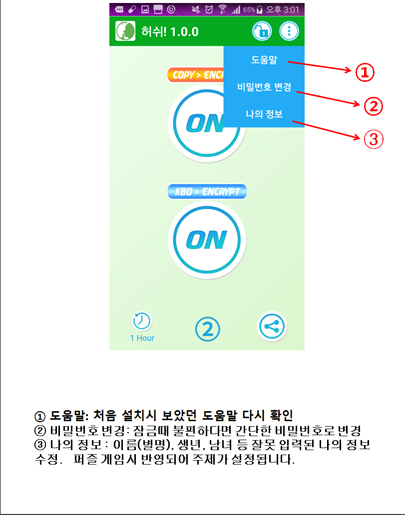 65% 오후 3:01
허쉬! 1.0.0
도움말
①
비밀번호 변경
②
나의 정보
③
COPY > ENCR
ON
KBD > ENCRYPT
ON
1 Hour
2
① 도움말: 처음 설치시 보았던 도움말 다시 확인
② 비밀번호 변경: 잠금때 불편하다면 간단한 비밀번호로 변경
③ 나의 정보 : 이름(별명), 생년, 남녀 등 잘못 입력된 나의 정보
수정. 퍼즐 게임시 반영되어 주제가 설정됩니다.